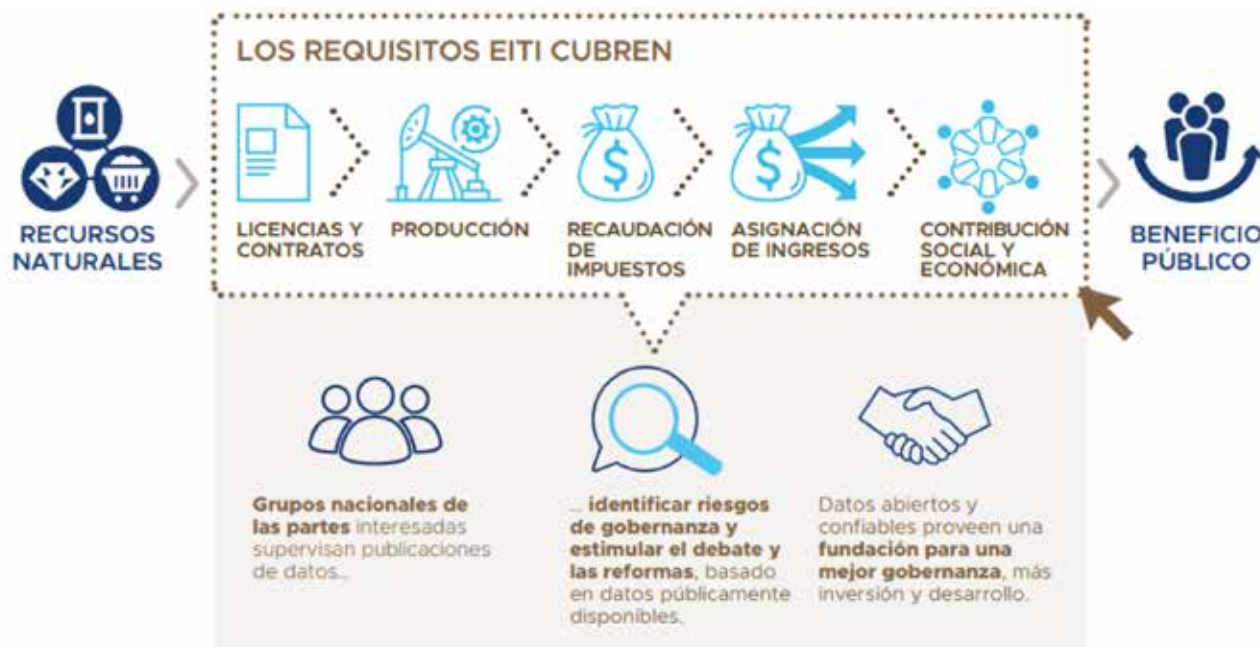 LOS REQUISITOS EITI CUBREN
RECURSOS
NATURALES
LICENCIAS Y
CONTRATOS
PRODUCCIÓN
RECAUDACIÓN
DE
IMPUESTOS
ASIGNACIÓN
DE INGRESOS
CONTRIBUCIÓN
SOCIAL Y
ECONÓMICA
BENEFICIO
PÚBLICO
Grupos nacionales de
las partes interesadas
supervisan publicaciones
de datos...
... identificar riesgos
de gobernanza y
estimular el debate y
las reformas, basado
en datos públicamente
disponibles.
Datos abiertos y
confiables proveen una
fundación para una
mejor gobernanza, más
inversión y desarrollo.